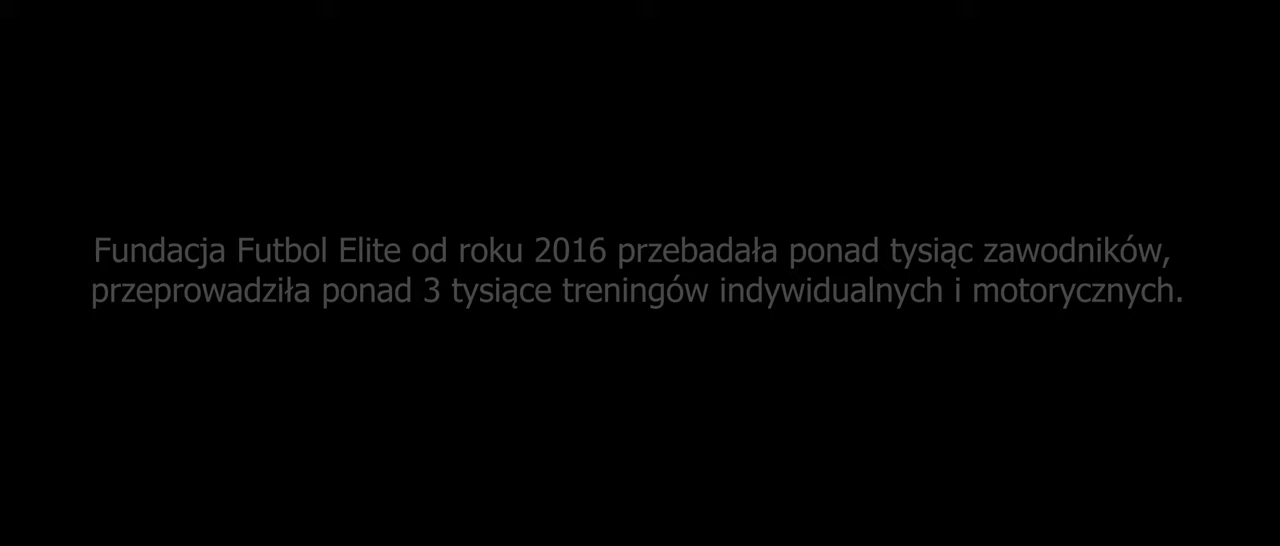 Fundacja Futbol Elite od roku 2016 przebadała ponad tysiąc zawodników,
przeprowadziła ponad 3 tysiące treningów indywidualnych i motorycznych.